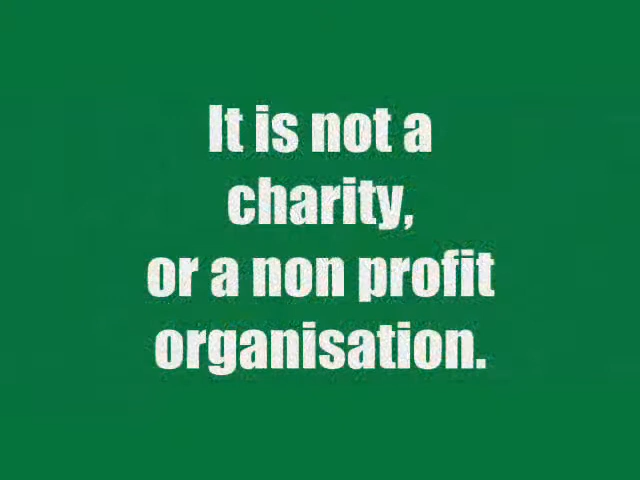 It is not a
charity,
or a non profit
organisation.